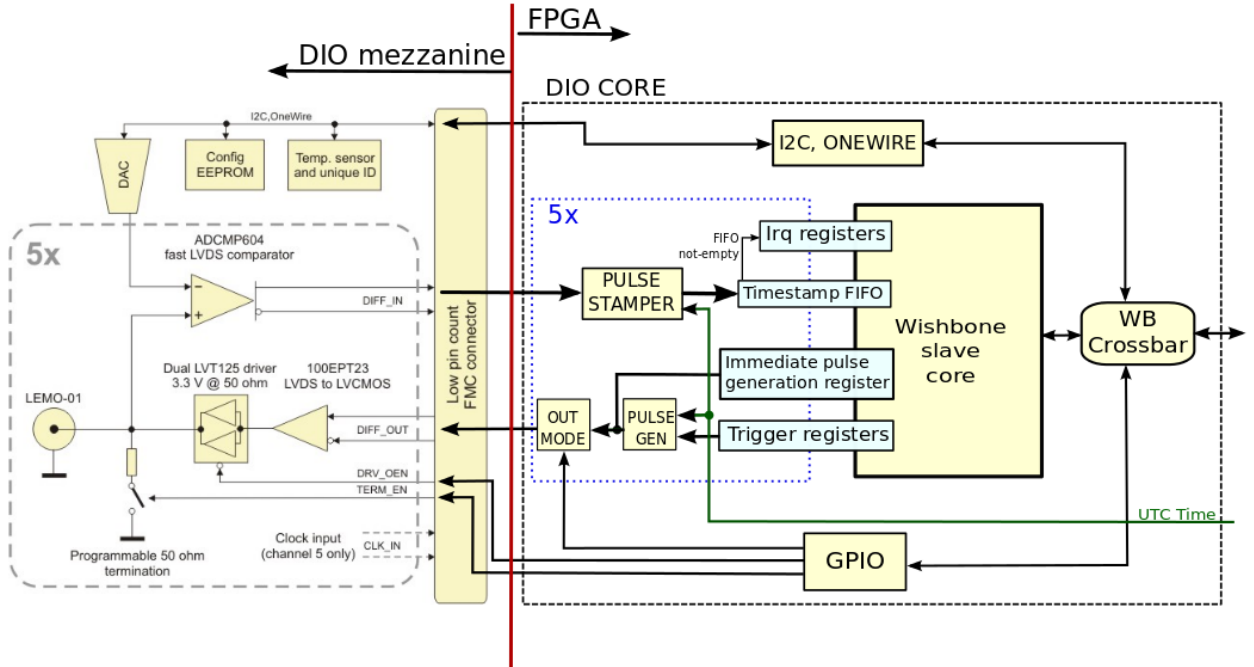 FPGA
DIO mezzanine
DIO CORE
I2C,OneWire
DAC
Config
EEPROM
Temp. sensor
and unique ID
I2C, ONEWIRE
5x
ADCMP604
fast LVDS comparator
−
+
DIFF_IN
Low pin count
FMC connector
5x
FIFO
not-empty
Irq registers
PULSE
STAMPER
Timestamp FIFO
Wishbone
slave
core
WB
Crossbar
Immediate pulse
generation register
Dual LVT125 driver
3.3 V @ 50 ohm
100EPT23
LVDS to LVCMOS
LEMO-01
DIFF_OUT
OUT
MODE
PULSE
GEN
Trigger registers
DRV_OEN
TERM_EN
UTC Time
Clock input
(channel 5 only)
CLK_IN
Programmable 50 ohm
termination
GPIO